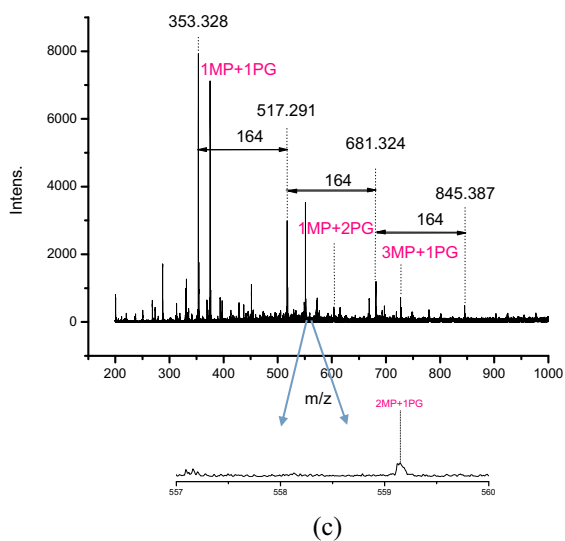 353.328
8000
1MP+1PG
517.291
6000
164
681.324
Intens.
164
845.387
4000
164
1MP+2PG
3MP+1PG
2000
0
200 300 400 500 600 700 800 900 1000
m/z
2MP+1PG
557 558 559 560
(c)